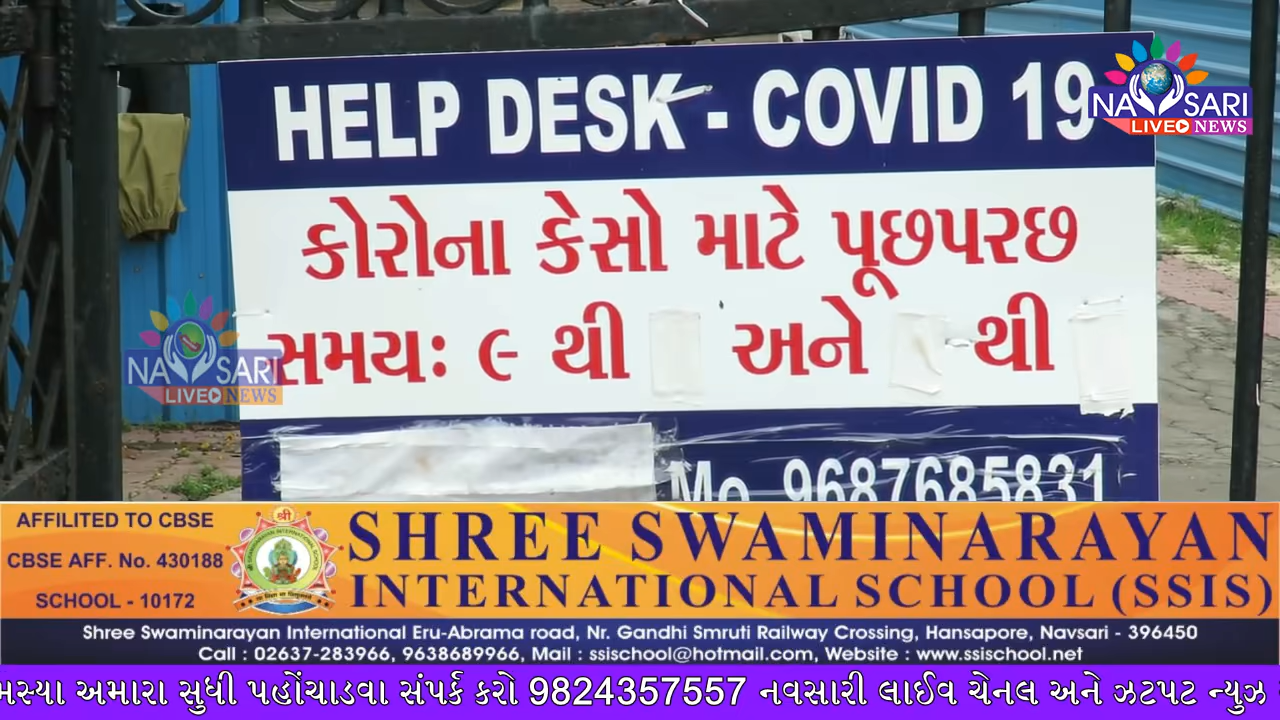 HELP DESK - COVID 19
NAVSARI
LIVE NEWS
કોરોના કેસો માટે પૂછપરછ
સમયઃ ૯ થી અને થી
NAVSARI
LIVE NEWS
Mo. 9687685831
AFFILITED TO CBSE
CBSE AFF. No. 430188
SCHOOL - 10172
SHREE SWAMINARAYAN
INTERNATIONAL SCHOOL (SSIS)
Shree Swaminarayan International Eru-Abrama road, Nr. Gandhi Smruti Railway Crossing, Hansapore, Navsari - 396450
Call : 02637-283966, 9638689966, Mail : ssischool@hotmail.com, Website : www.ssischool.net
અમારા સુધી પહોંચાડવા સંપર્ક કરો 9824357557 નવસારી લાઈવ ચેનલ અને ઝટપટ ન્યુઝ